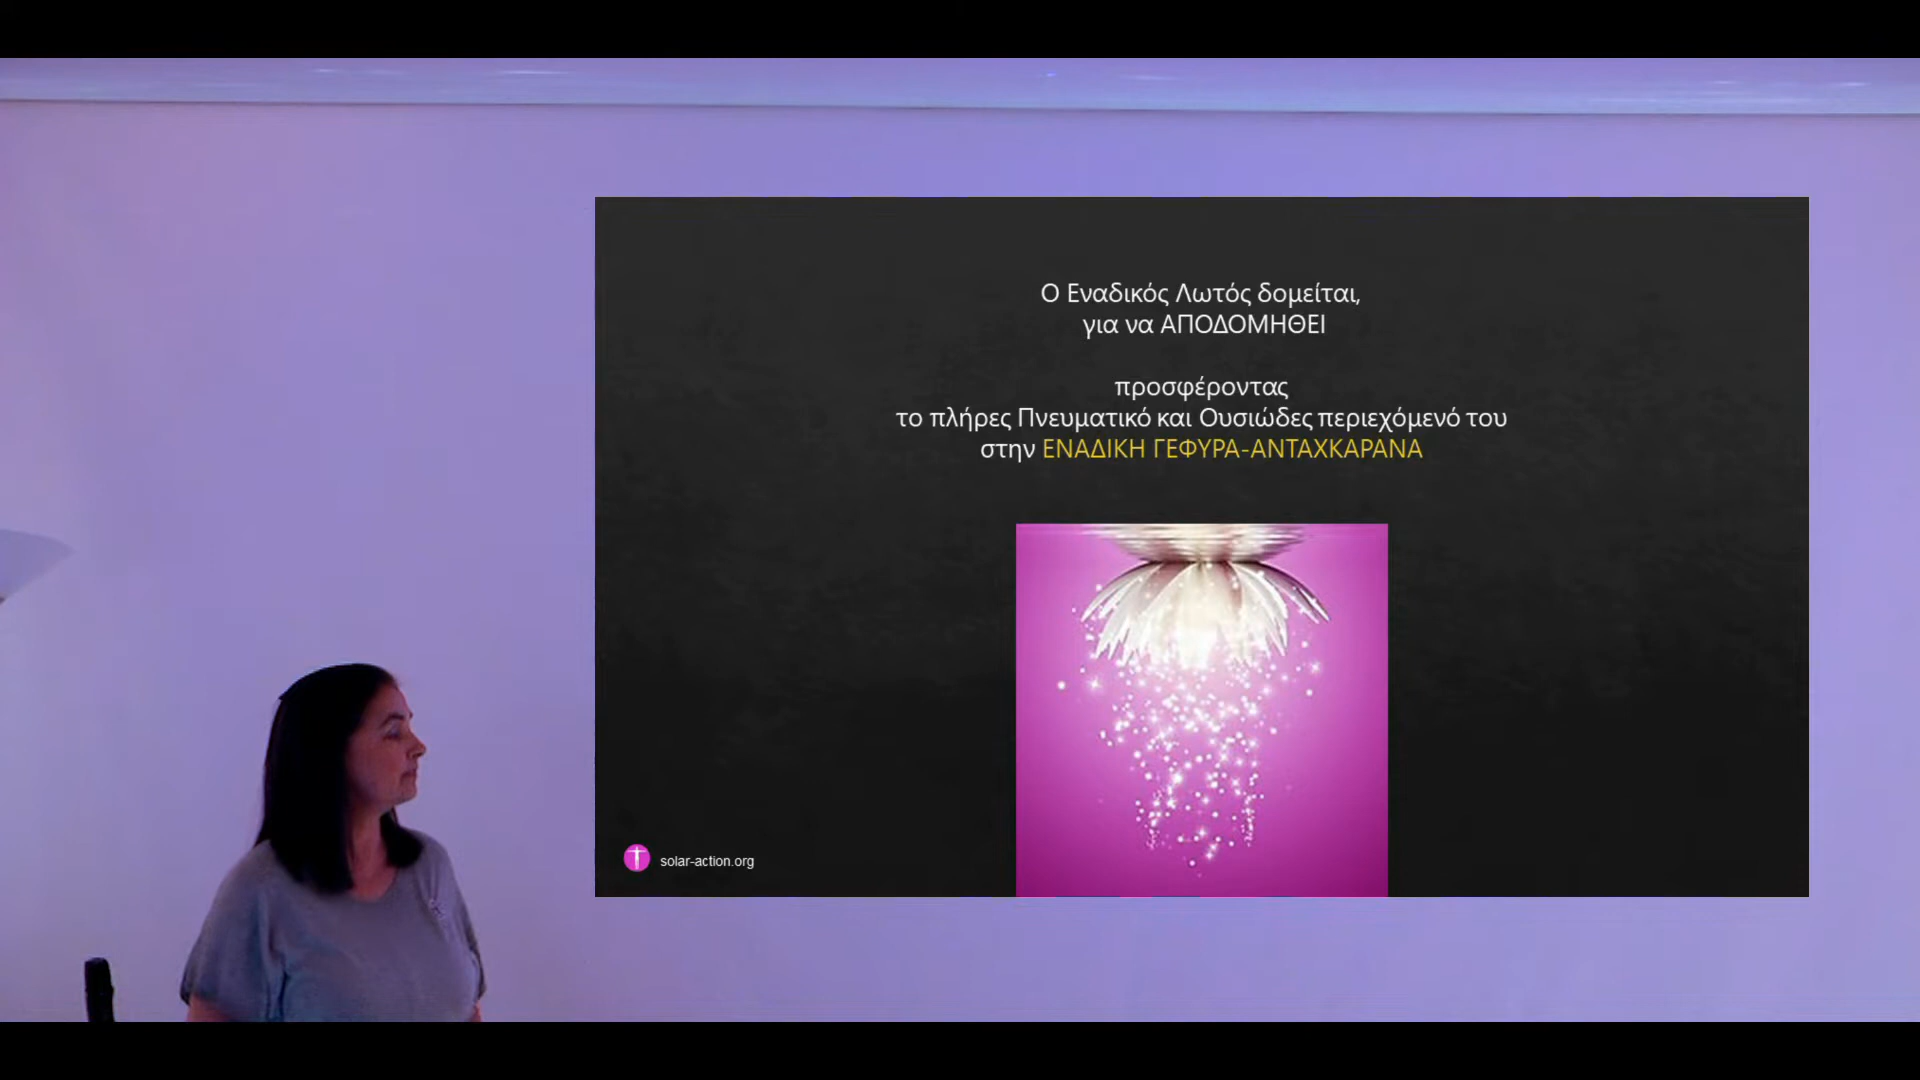 Ο Εναδικός Λωτός δομείται,
για να ΑΠΟΔΟΜΗΘΕΙ
προσφέροντας
το πλήρες Πνευματικό και Ουσιώδες περιεχόμενό του
στην ΕΝΑΔΙΚΗ ΓΕΦΥΡΑ-ΑΝΤΑΧΚΑΡΑΝΑ
solar-action.org